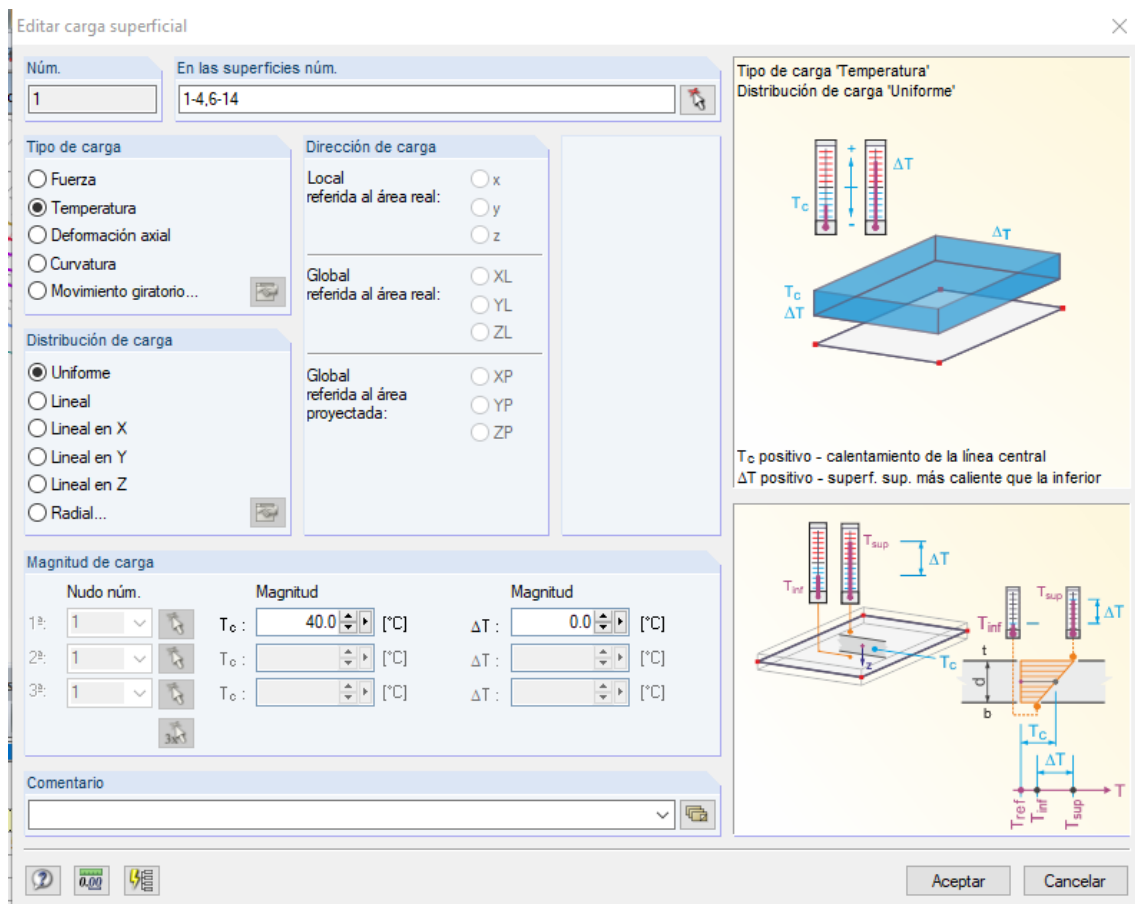 Editar carga superficial
Núm.
En las superficies núm.
1
1-4,6-14
Tipo de carga
Fuerza
Temperatura
Deformación axial
Curvatura
Movimiento giratorio...
Dirección de carga
Local
referida al área real:
x
y
z
Global
referida al área real:
XL
YL
ZL
Global
referida al área
proyectada:
XP
YP
ZP
Distribución de carga
Uniforme
Lineal
Lineal en X
Lineal en Y
Lineal en Z
Radial...
Magnitud de carga
Nudo núm.
Magnitud
Magnitud
1ª: 1 Tc : 40.0 [°C] ΔT : 0.0 [°C]
2ª: 1 Tc : [°C] ΔT : [°C]
3ª: 1 Tc : [°C] ΔT : [°C]
3x
Comentario
0.00
Aceptar
Cancelar
Tipo de carga 'Temperatura'
Distribución de carga 'Uniforme'
+
ΔT
Tc
-
ΔT
Tc
ΔT
Tc positivo - calentamiento de la línea central
ΔT positivo - superf. sup. más caliente que la inferior
Tsup
ΔT
Tinf
Tsup
ΔT
Tinf
z
Tc
t
d
b
Tc
ΔT
T
Tref
Tinf
Tsup